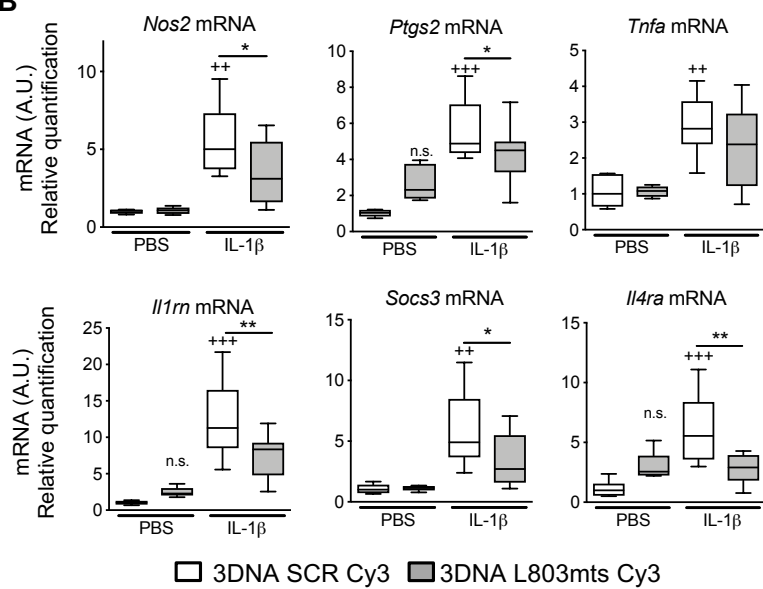 B
Nos2 mRNA
Ptgs2 mRNA
Tnfa mRNA
mRNA (A.U.)
Relative quantification
10
5
0
++
*
PBS
IL-1β
10
8
6
4
2
0
n.s.
+++
*
PBS
IL-1β
5
4
3
2
1
0
++
PBS
IL-1β
Il1rn mRNA
Socs3 mRNA
Il4ra mRNA
mRNA (A.U.)
Relative quantification
25
20
15
10
5
0
n.s.
+++
**
PBS
IL-1β
15
10
5
0
++
*
PBS
IL-1β
15
10
5
0
n.s.
+++
**
PBS
IL-1β
3DNA SCR Cy3
3DNA L803mts Cy3